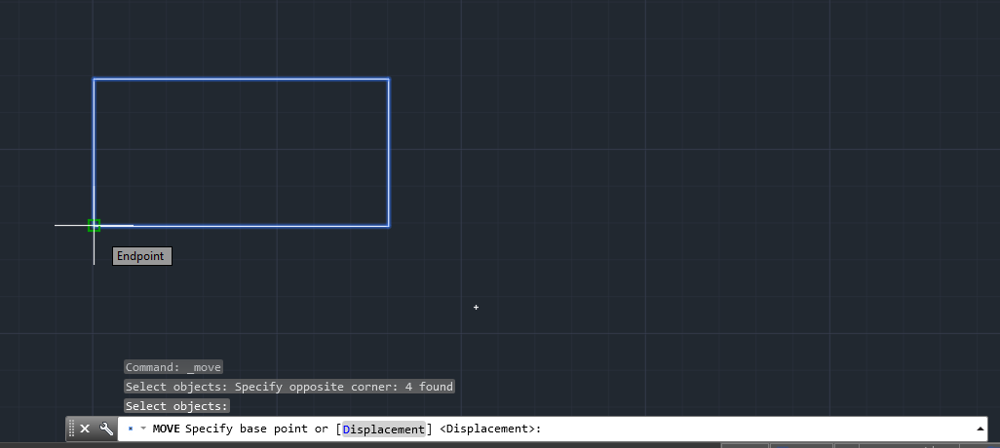 Endpoint
Command: _move
Select objects: Specify opposite corner: 4 found
Select objects:
MOVE Specify base point or [Displacement] <Displacement>: